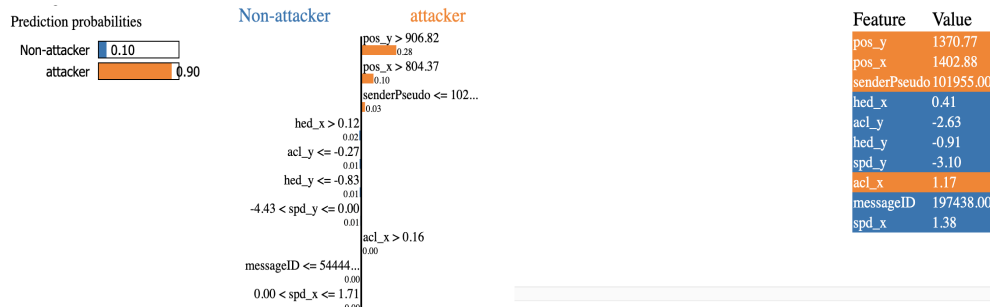 Prediction probabilities
Non-attacker 0.10
attacker 0.90
Non-attacker attacker
pos_y > 906.82
0.28
pos_x > 804.37
0.10
senderPseudo <= 102...
0.03
hed_x > 0.12
0.02
acl_y <= -0.27
0.01
hed_y <= -0.83
0.01
-4.43 < spd_y <= 0.00
0.01
acl_x > 0.16
0.00
messageID <= 54444...
0.00
0.00 < spd_x <= 1.71
0.00
Feature Value
pos_y 1370.77
pos_x 1402.88
senderPseudo 101955.00
hed_x 0.41
acl_y -2.63
hed_y -0.91
spd_y -3.10
acl_x 1.17
messageID 197438.00
spd_x 1.38